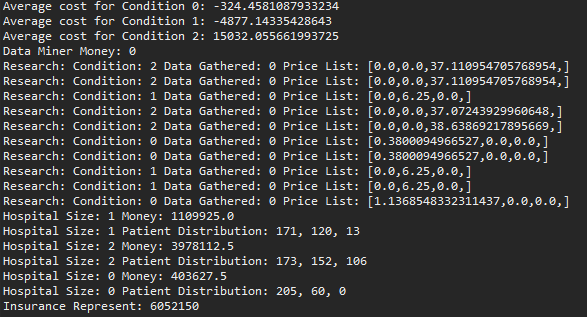 Average cost for Condition 0: -324.4581087933234
Average cost for Condition 1: -4877.14335428643
Average cost for Condition 2: 15032.055661993725
Data Miner Money: 0
Research: Condition: 2 Data Gathered: 0 Price List: [0.0,0.0,37.110954705768954,]
Research: Condition: 2 Data Gathered: 0 Price List: [0.0,0.0,37.110954705768954,]
Research: Condition: 1 Data Gathered: 0 Price List: [0.0,6.25,0.0,]
Research: Condition: 2 Data Gathered: 0 Price List: [0.0,0.0,37.07243929960648,]
Research: Condition: 2 Data Gathered: 0 Price List: [0.0,0.0,38.63869217895669,]
Research: Condition: 0 Data Gathered: 0 Price List: [0.3800094966527,0.0,0.0,]
Research: Condition: 0 Data Gathered: 0 Price List: [0.3800094966527,0.0,0.0,]
Research: Condition: 1 Data Gathered: 0 Price List: [0.0,6.25,0.0,]
Research: Condition: 1 Data Gathered: 0 Price List: [0.0,6.25,0.0,]
Research: Condition: 0 Data Gathered: 0 Price List: [1.1368548332311437,0.0,0.0,]
Hospital Size: 1 Money: 1109925.0
Hospital Size: 1 Patient Distribution: 171, 120, 13
Hospital Size: 2 Money: 3978112.5
Hospital Size: 2 Patient Distribution: 173, 152, 106
Hospital Size: 0 Money: 403627.5
Hospital Size: 0 Patient Distribution: 205, 60, 0
Insurance Represent: 6052150